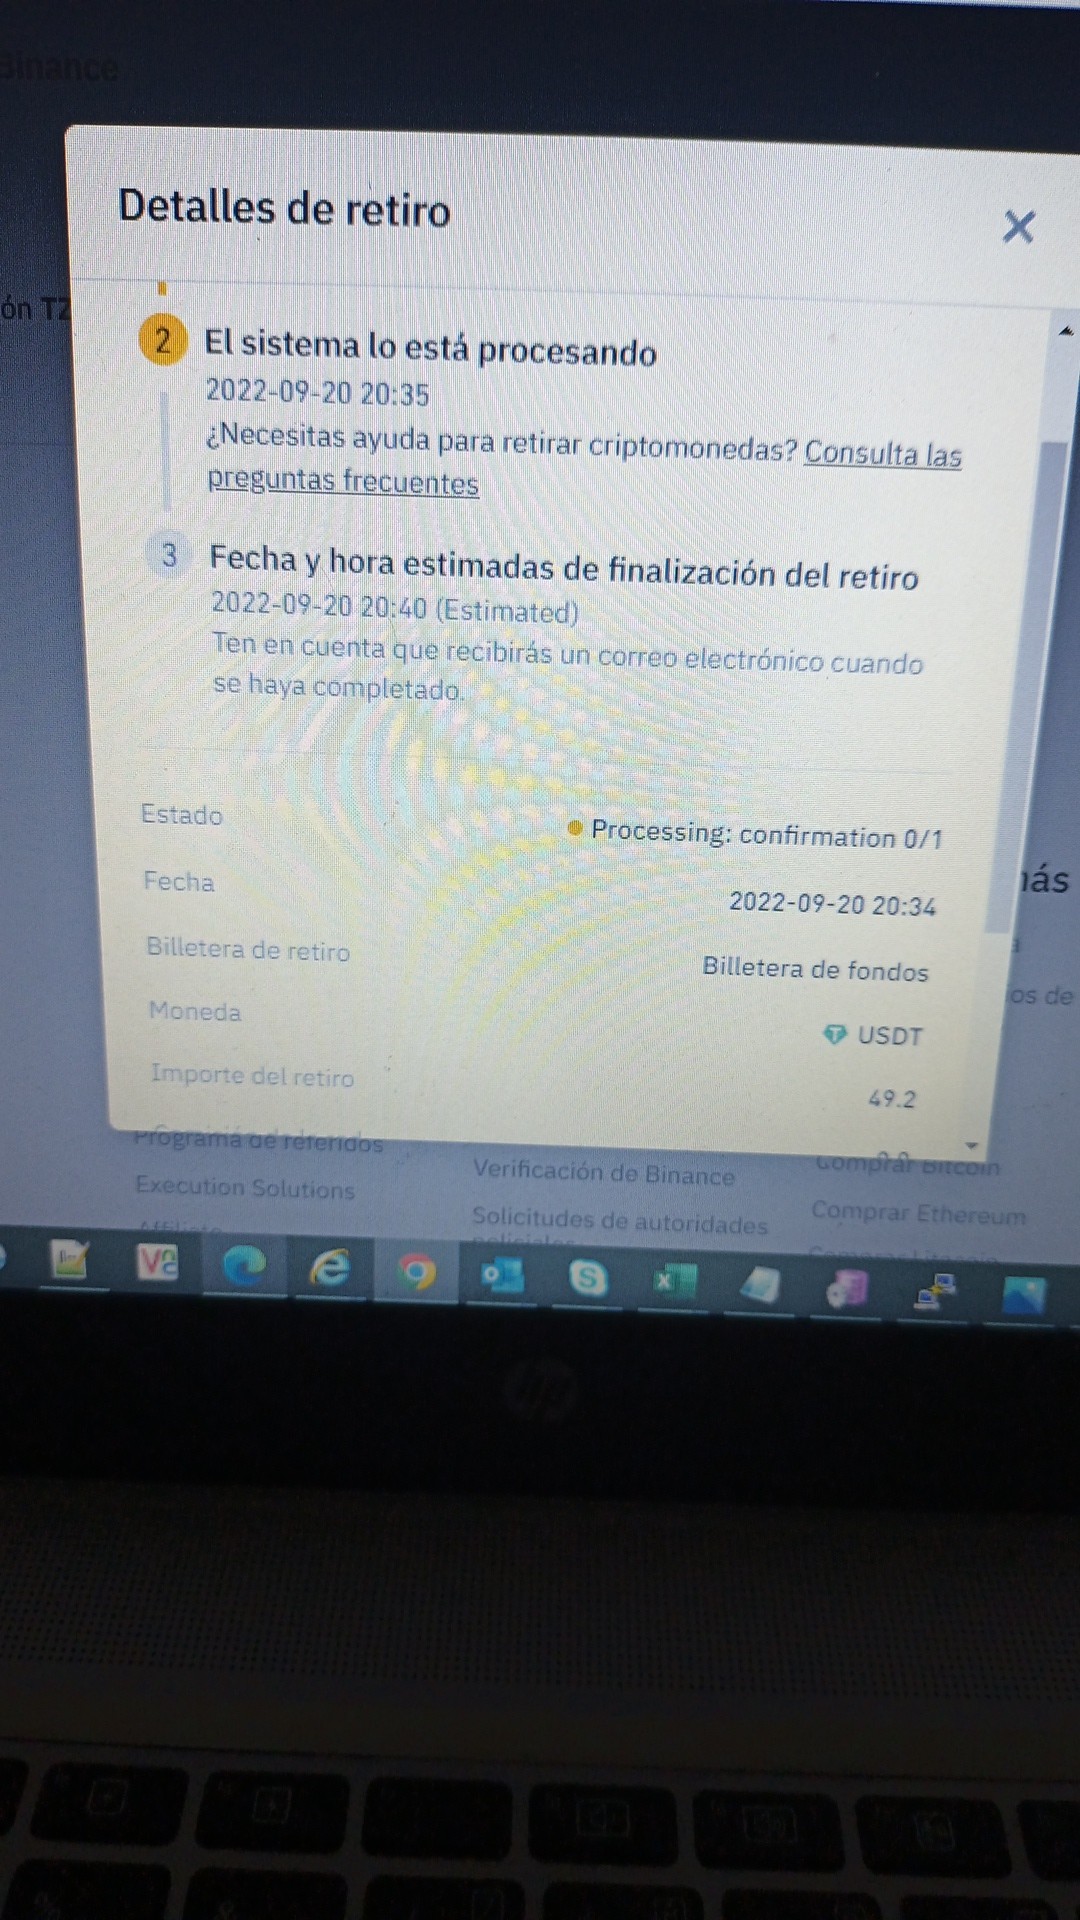 Binance
Detalles de retiro
ón TZ
2 El sistema lo está procesando
2022-09-20 20:35
¿Necesitas ayuda para retirar criptomonedas? Consulta las
preguntas frecuentes
3 Fecha y hora estimadas de finalización del retiro
2022-09-20 20:40 (Estimated)
Ten en cuenta que recibirás un correo electrónico cuando
se haya completado.
Estado Processing: confirmation 0/1
ás
Fecha 2022-09-20 20:34
Billetera de retiro Billetera de fondos
os de
Moneda USDT
Importe del retiro 49.2
Programa de referidos
Verificación de Binance
Comprar Bitcoin
Execution Solutions
Solicitudes de autoridades
Comprar Ethereum
hp